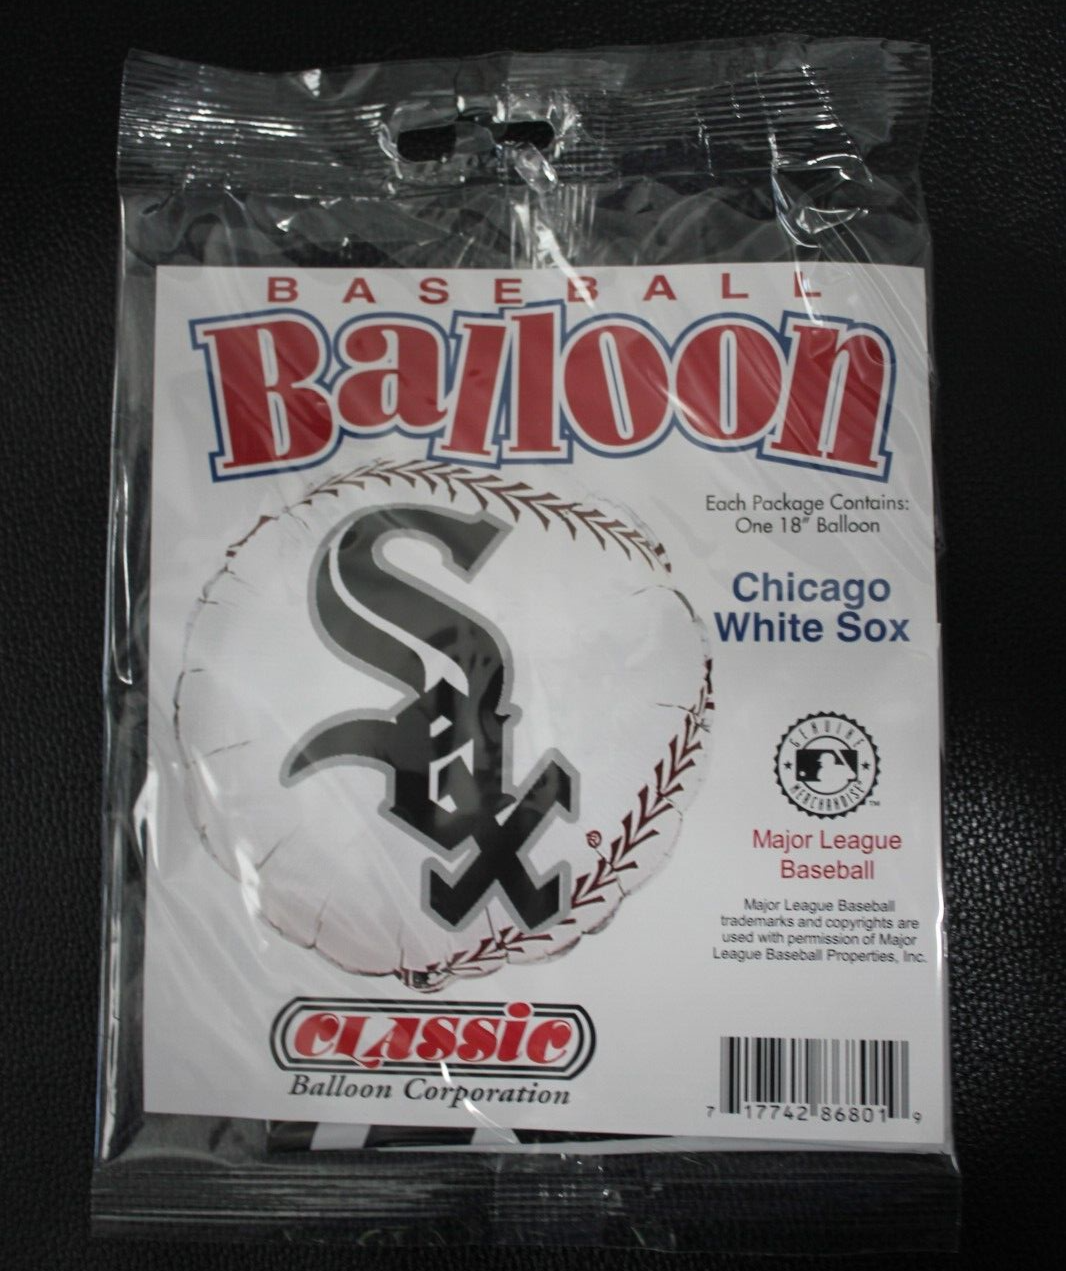 BASEBALL
Balloon
Each Package Contains:
One 18" Balloon
Chicago
White Sox
Sox
®
GENUINE
MERCHANDISE
™
Major League
Baseball
Major League Baseball
trademarks and copyrights are
used with permission of Major
League Baseball Properties, Inc.
CLASSIC
Balloon Corporation
7 17742 86801 9